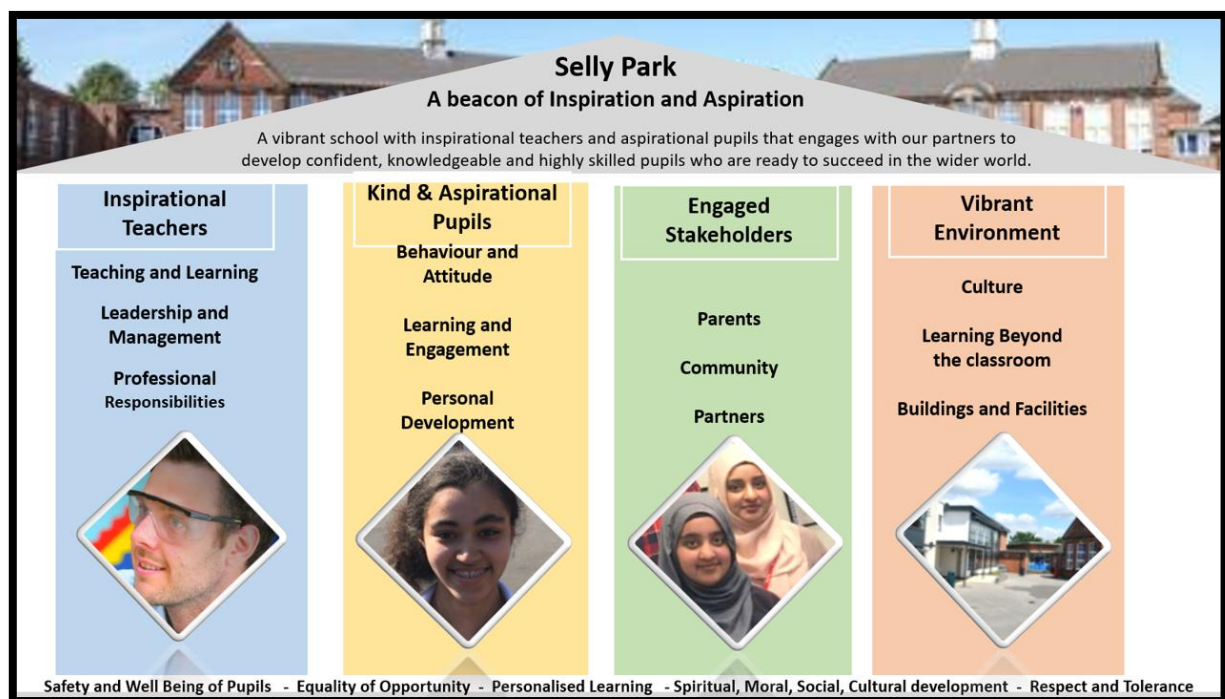 Selly Park
A beacon of Inspiration and Aspiration
A vibrant school with inspirational teachers and aspirational pupils that engages with our partners to
develop confident, knowledgeable and highly skilled pupils who are ready to succeed in the wider world.
Inspirational
Teachers
Teaching and Learning
Leadership and
Management
Professional
Responsibilities
Kind & Aspirational
Pupils
Behaviour and
Attitude
Learning and
Engagement
Personal
Development
Engaged
Stakeholders
Parents
Community
Partners
Vibrant
Environment
Culture
Learning Beyond
the classroom
Buildings and Facilities
Safety and Well Being of Pupils - Equality of Opportunity - Personalised Learning - Spiritual, Moral, Social, Cultural development - Respect and Tolerance